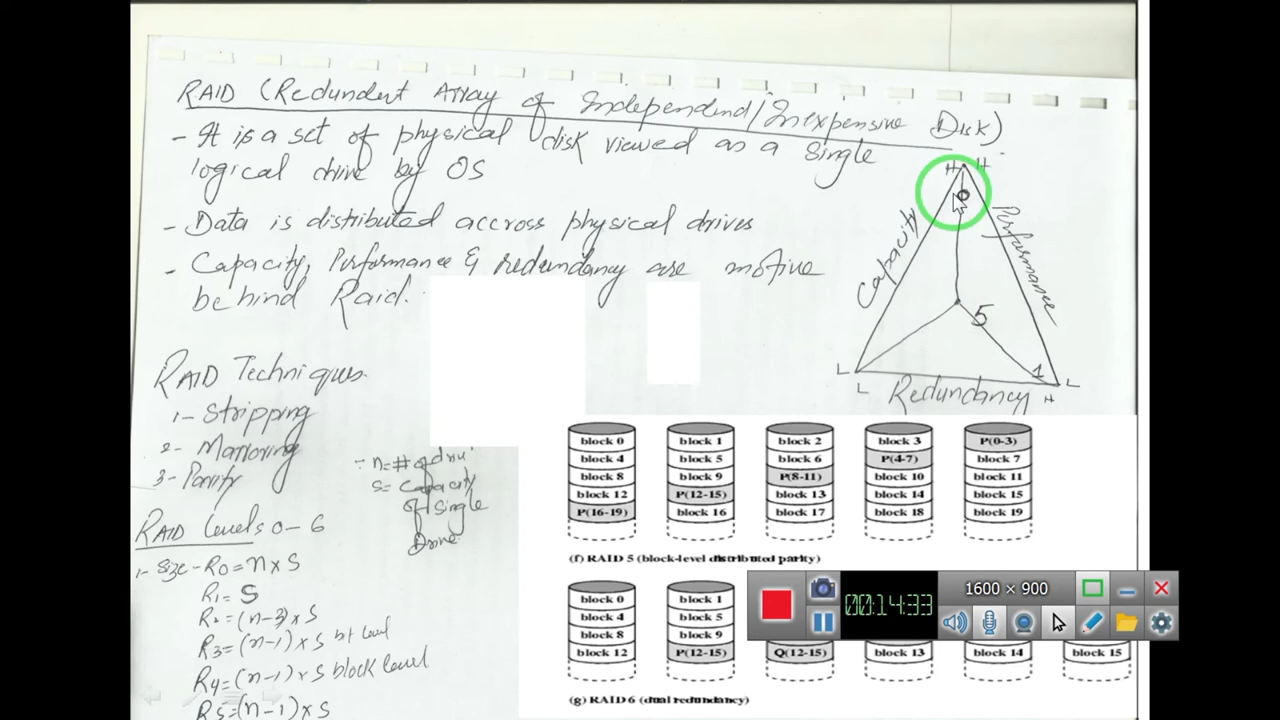 RAID (Redundent Array of Independend/Inexpensive Disk)
- It is a set of physical disk viewed as a single
logical drive by OS
- Data is distributed accross physical drives
- Capacity, Performance & redundancy are motive
behind Raid.
H H
0
Capacity
Performance
5
L 1 L
L Redundancy H
RAID Techniques.
1- Stripping
2- Mirroring
3- Parity
n=# of
S= Capacity
of Single
Drive
RAID Levels 0-6
1- Size - R0 = n x S
R1 = S
R2 = (n-3) x S
R3 = (n-1) x S bit level
R4 = (n-1) x S block level
R5 = (n-1) x S
block 0 block 1 block 2 block 3 P(0-3)
block 4 block 5 block 6 P(4-7) block 7
block 8 block 9 P(8-11) block 10 block 11
block 12 P(12-15) block 13 block 14 block 15
P(16-19) block 16 block 17 block 18 block 19
(f) RAID 5 (block-level distributed parity)
1600 × 900
00:14:33
block 0 block 1
block 4 block 5
block 8 block 9
block 12 P(12-15) Q(12-15) block 13 block 14 block 15
(g) RAID 6 (dual redundancy)